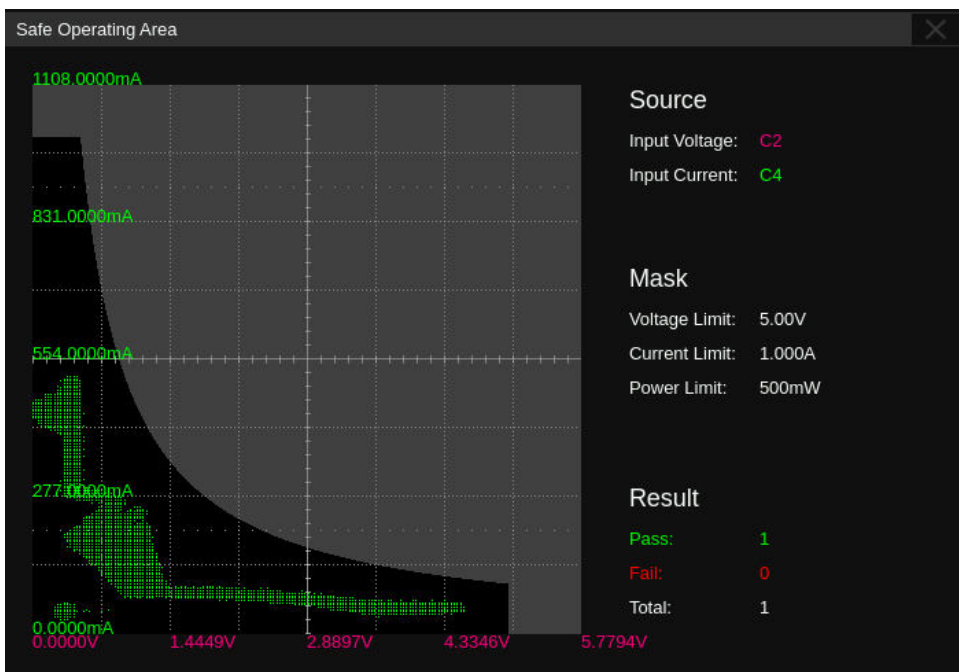 Safe Operating Area
1108.0000mA
831.0000mA
554.0000mA
277.0000mA
0.0000mA
0.0000V 1.4449V 2.8897V 4.3346V 5.7794V
Source
Input Voltage: C2
Input Current: C4
Mask
Voltage Limit: 5.00V
Current Limit: 1.000A
Power Limit: 500mW
Result
Pass: 1
Fail: 0
Total: 1